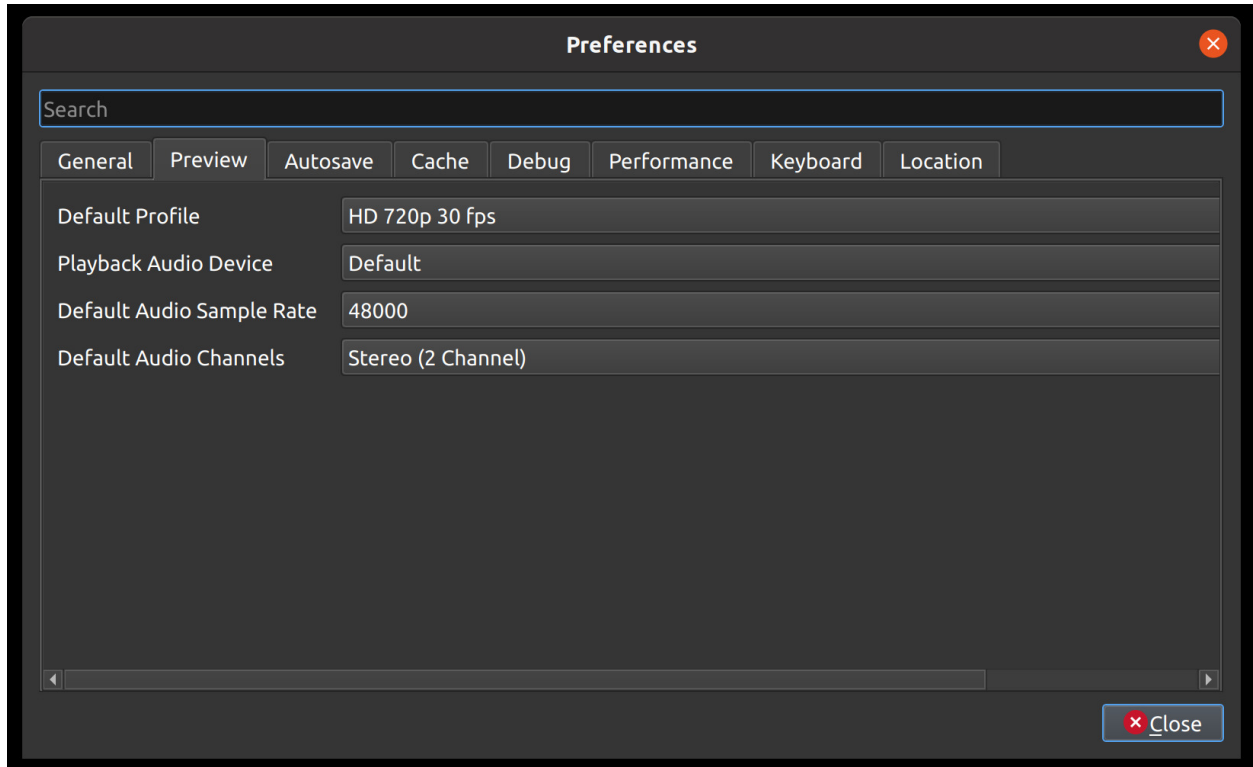 Preferences
Search
General Preview Autosave Cache Debug Performance Keyboard Location
Default Profile HD 720p 30 fps
Playback Audio Device Default
Default Audio Sample Rate 48000
Default Audio Channels Stereo (2 Channel)
Close